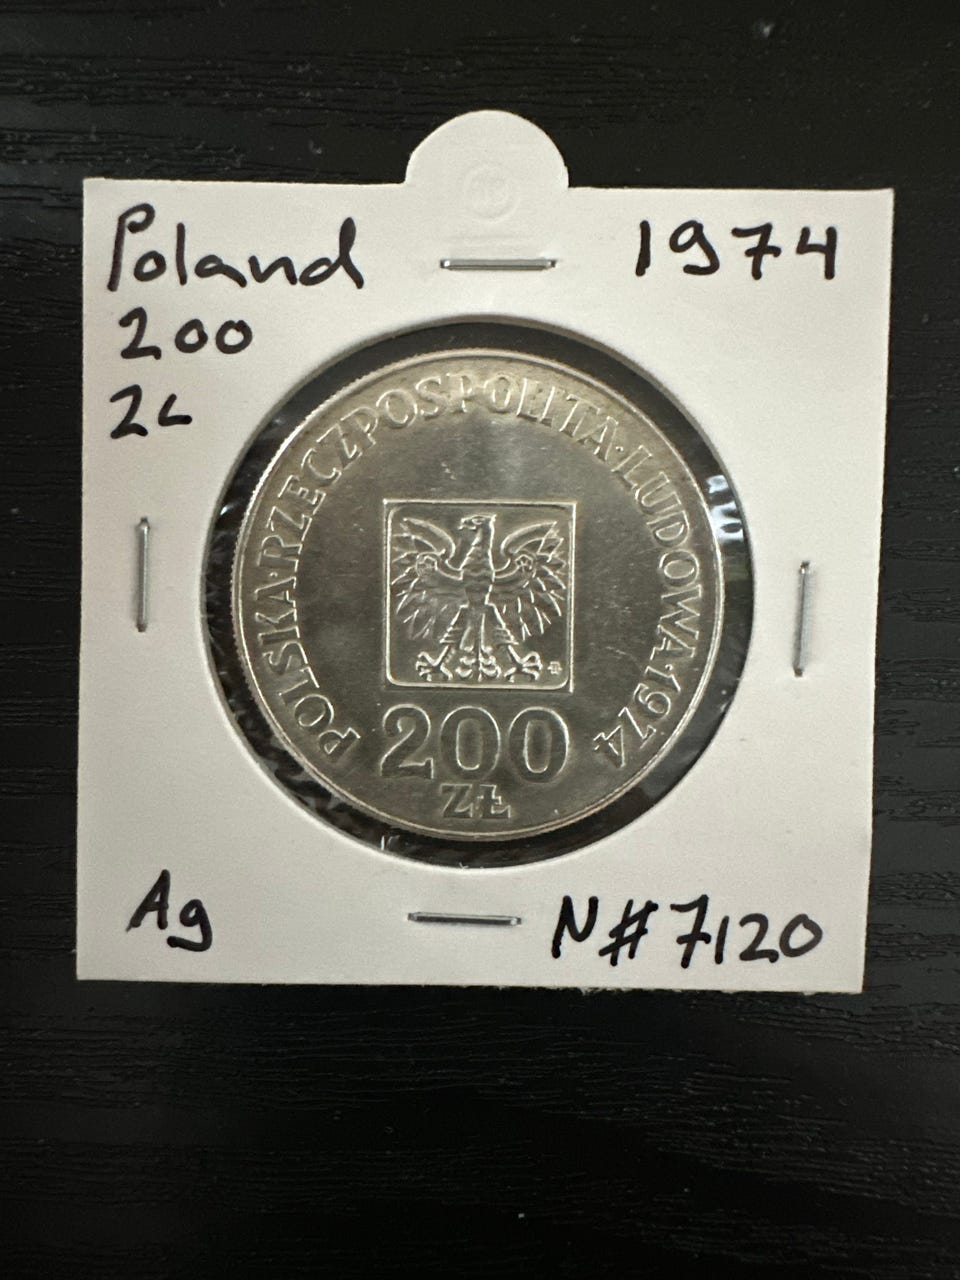 Poland
200
ZL
1974
POLSKA·RZECZPOSPOLITA·LUDOWA·1974
200
ZŁ
Ag
N#7120